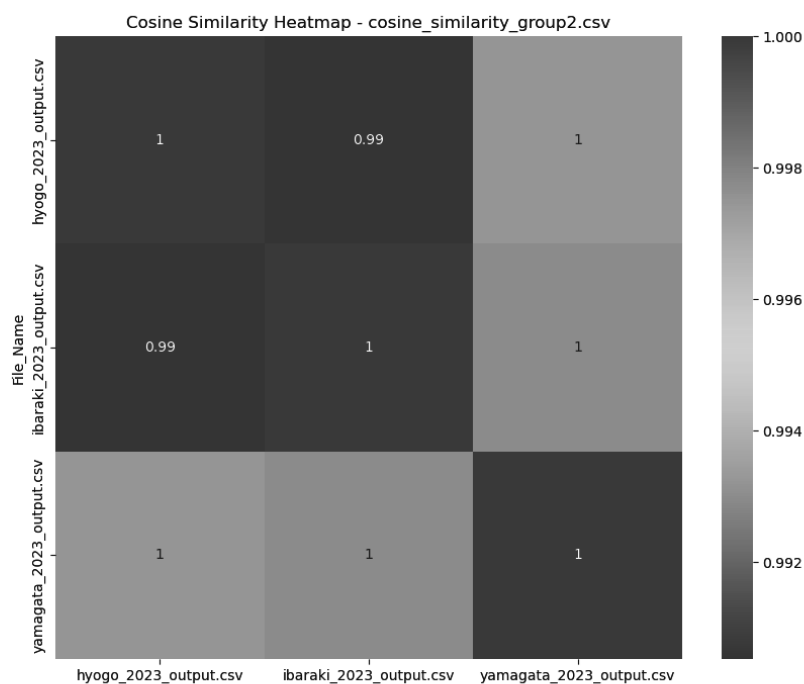 Cosine Similarity Heatmap - cosine_similarity_group2.csv
File_Name
hyogo_2023_output.csv
1 0.99 1
ibaraki_2023_output.csv
0.99 1 1
yamagata_2023_output.csv
1 1 1
hyogo_2023_output.csv ibaraki_2023_output.csv yamagata_2023_output.csv
1.000
0.998
0.996
0.994
0.992